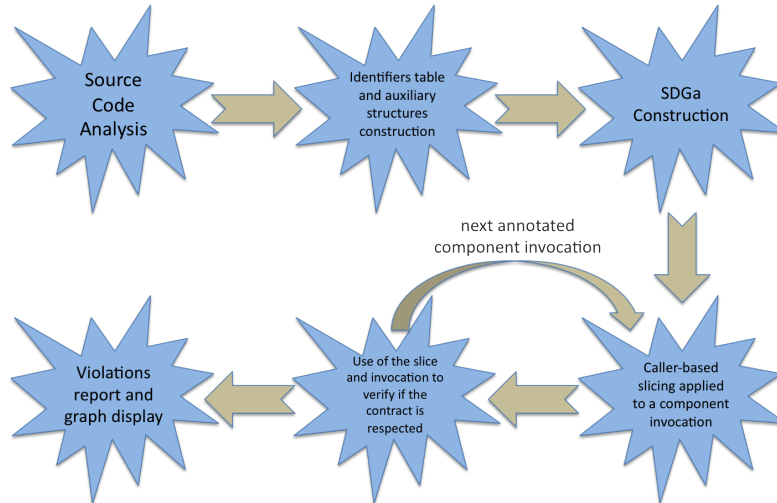 Source
Code
Analysis
Identifiers table
and auxiliary
structures
construction
SDGa
Construction
next annotated
component invocation
Violations
report and
graph display
Use of the slice
and invocation to
verify if the
contract is
respected
Caller-based
slicing applied
to a component
invocation